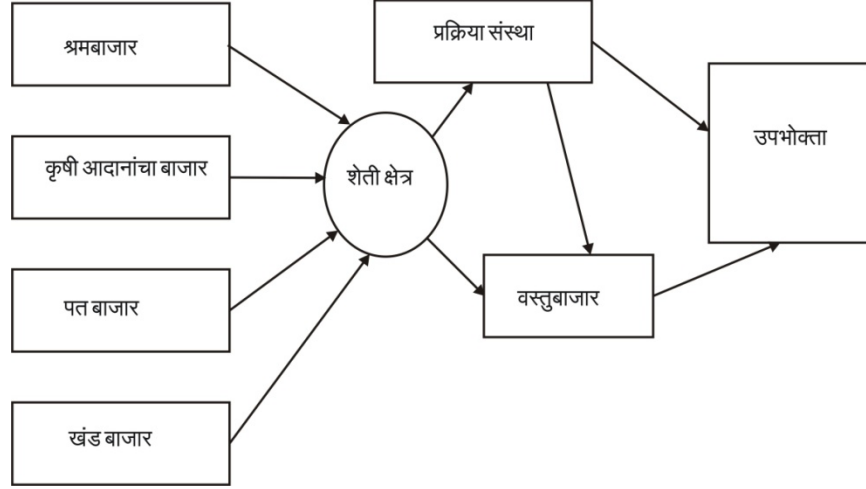 श्रमबाजार
प्रक्रिया संस्था
कृषी आदानांचा बाजार
शेती क्षेत्र
उपभोक्ता
पत बाजार
वस्तुबाजार
खंड बाजार